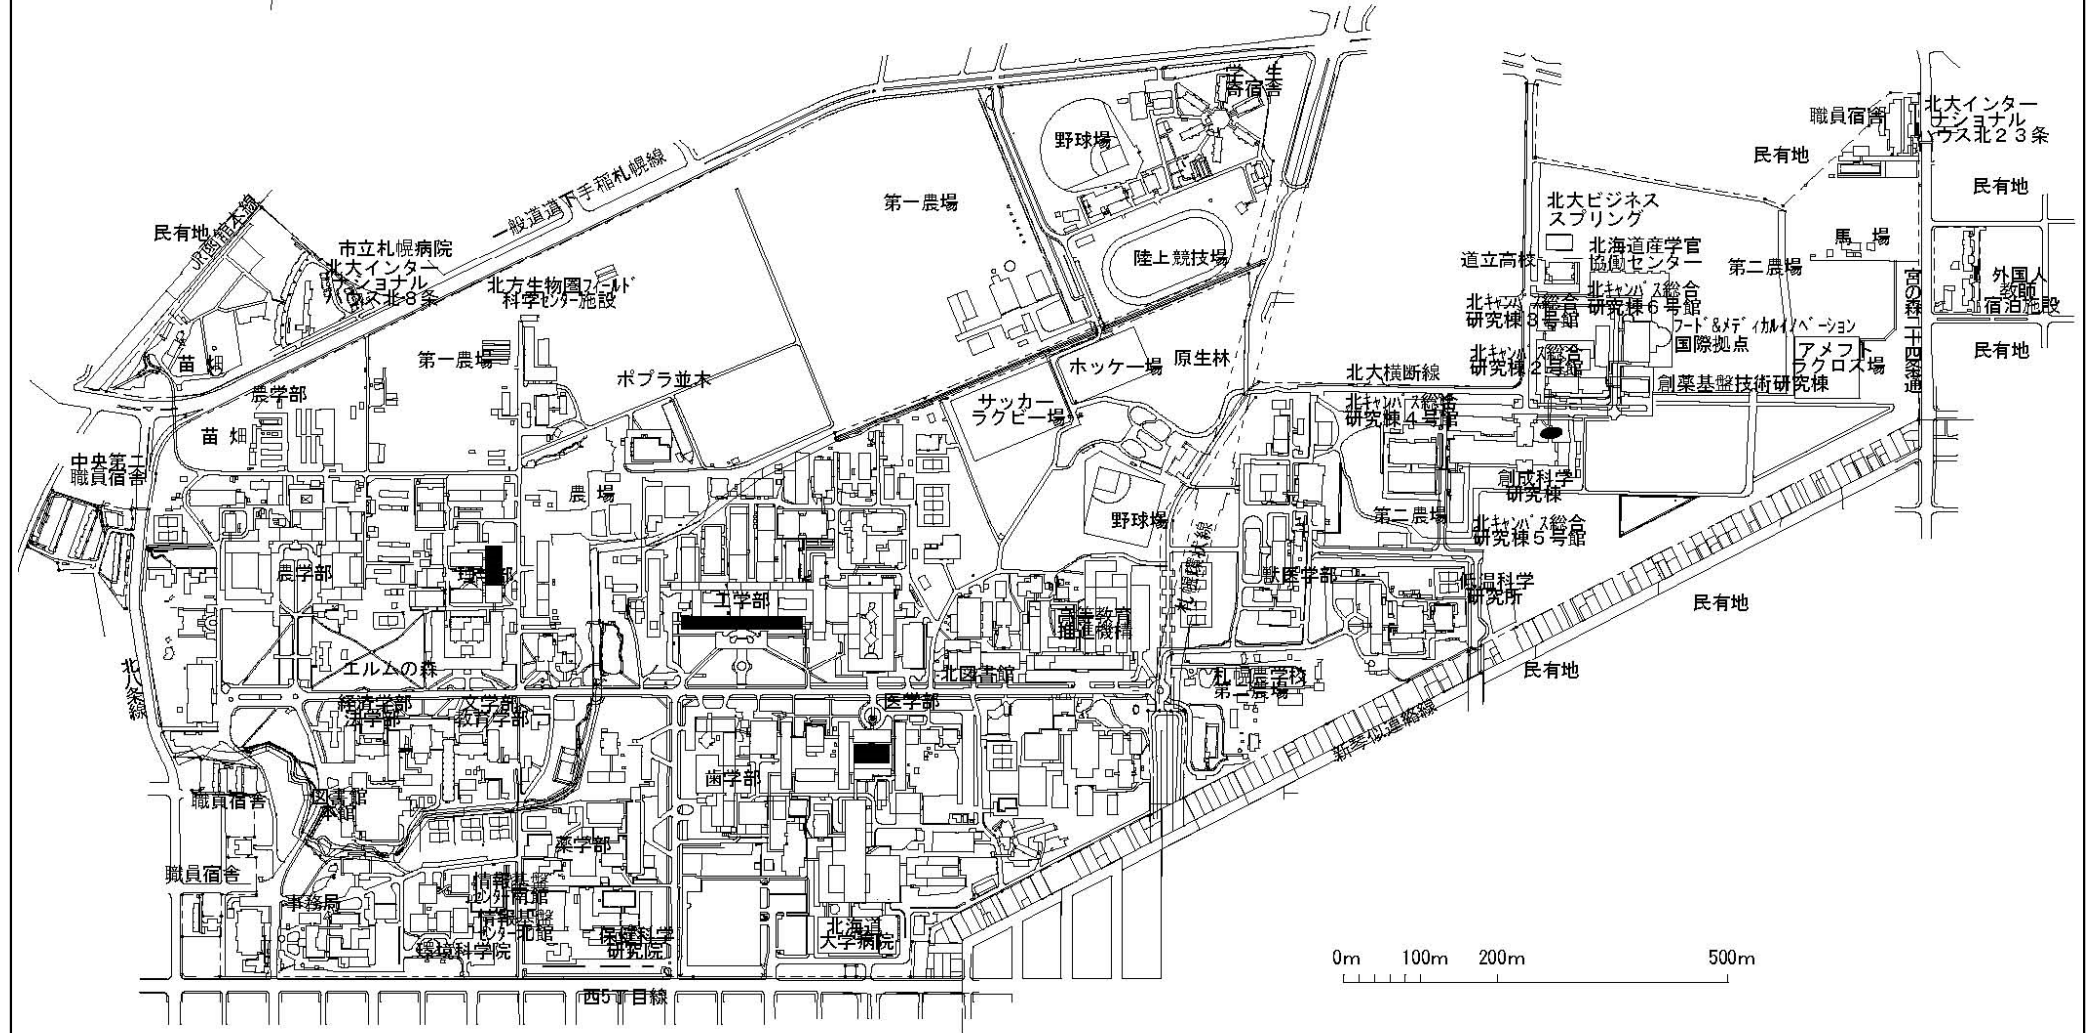 学　生
寄宿舎
野球場
職員宿舎
北大インター
ナショナル
ハウス北２３条
民有地
一般道道下手稲札幌線
第一農場
北大ビジネス
スプリング
民有地
JR函館本線
民有地
市立札幌病院
北大インター
ナショナル
ハウス北８条
陸上競技場
道立高校
北海道産学官
協働センター
第二農場
馬　場
宮の森二十四条通
外国人
教師
宿泊施設
北方生物圏フィールド
科学センター施設
北キャンパス総合
研究棟３号館
北キャンパス総合
研究棟６号館
フード&メディカルイノベーション
国際拠点
民有地
苗　畑
第一農場
ポプラ並木
ホッケー場
原生林
北大横断線
北キャンパス総合
研究棟２号館
アメフト
ラクロス場
創薬基盤技術研究棟
農学部
サッカー
ラクビー場
北キャンパス総合
研究棟４号館
苗 畑
中央第二
職員宿舎
農　場
野球場
創成科学
研究棟
第二農場
北キャンパス総合
研究棟５号館
札幌環状線
農学部
理学部
工学部
高等教育
推進機構
獣医学部
低温科学
研究所
民有地
北八条線
エルムの森
北図書館
札幌農学校
第二農場
民有地
経済学部
法学部
文学部
教育学部
医学部
新琴似連絡線
歯学部
職員宿舎
図書館
本館
薬学部
職員宿舎
情報基盤
センター南館
事務局
情報基盤
センター北館
環境科学院
保健科学
研究院
北海道
大学病院
0m　100m　200m　500m
西5丁目線